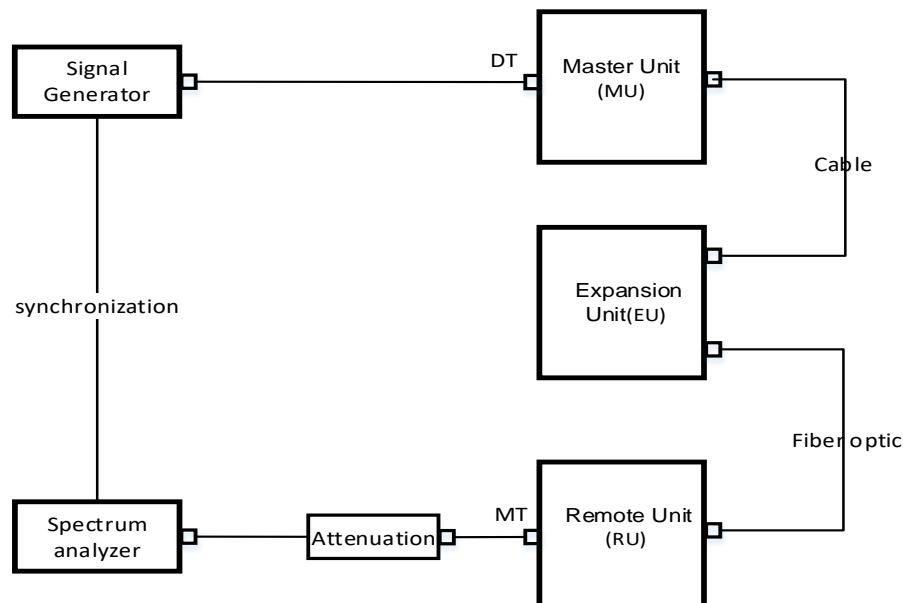 Signal
Generator
DT
Master Unit
(MU)
Cable
synchronization
Expansion
Unit(EU)
Fiber optic
Spectrum
analyzer
Attenuation
MT
Remote Unit
(RU)